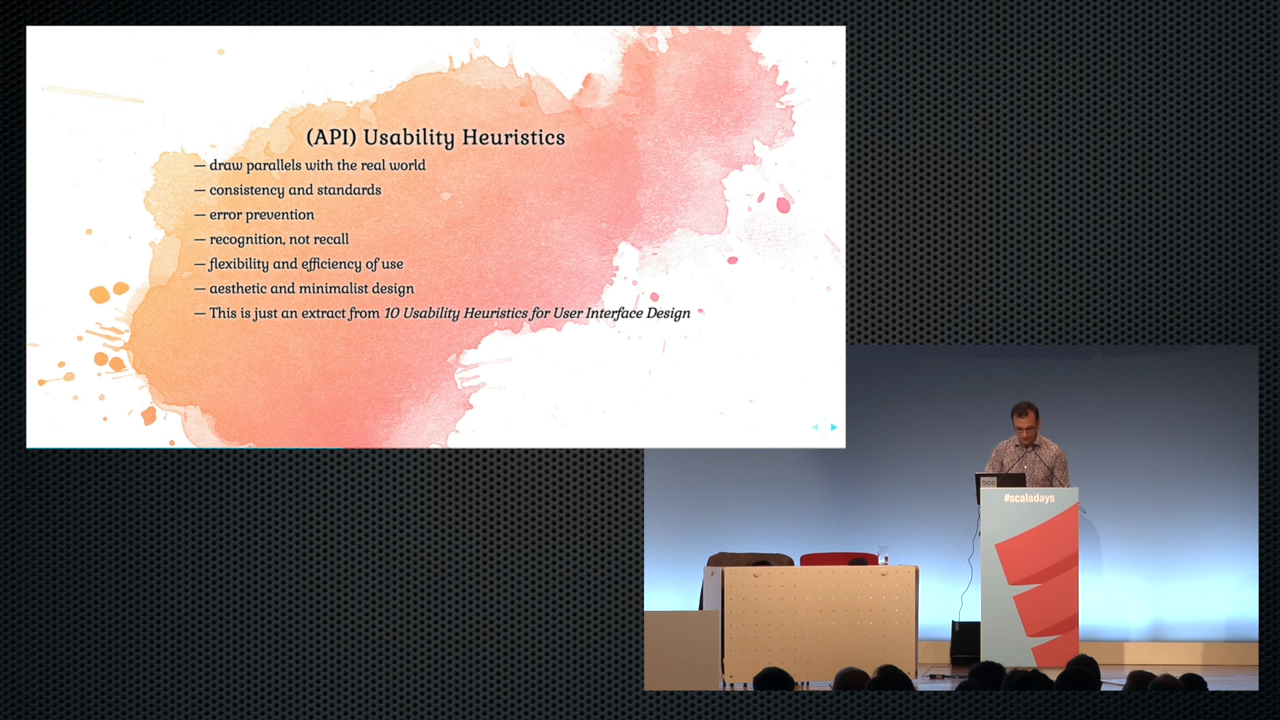 (API) Usability Heuristics
— draw parallels with the real world
— consistency and standards
— error prevention
— recognition, not recall
— flexibility and efficiency of use
— aesthetic and minimalist design
— This is just an extract from 10 Usability Heuristics for User Interface Design
bcc
#scaladays